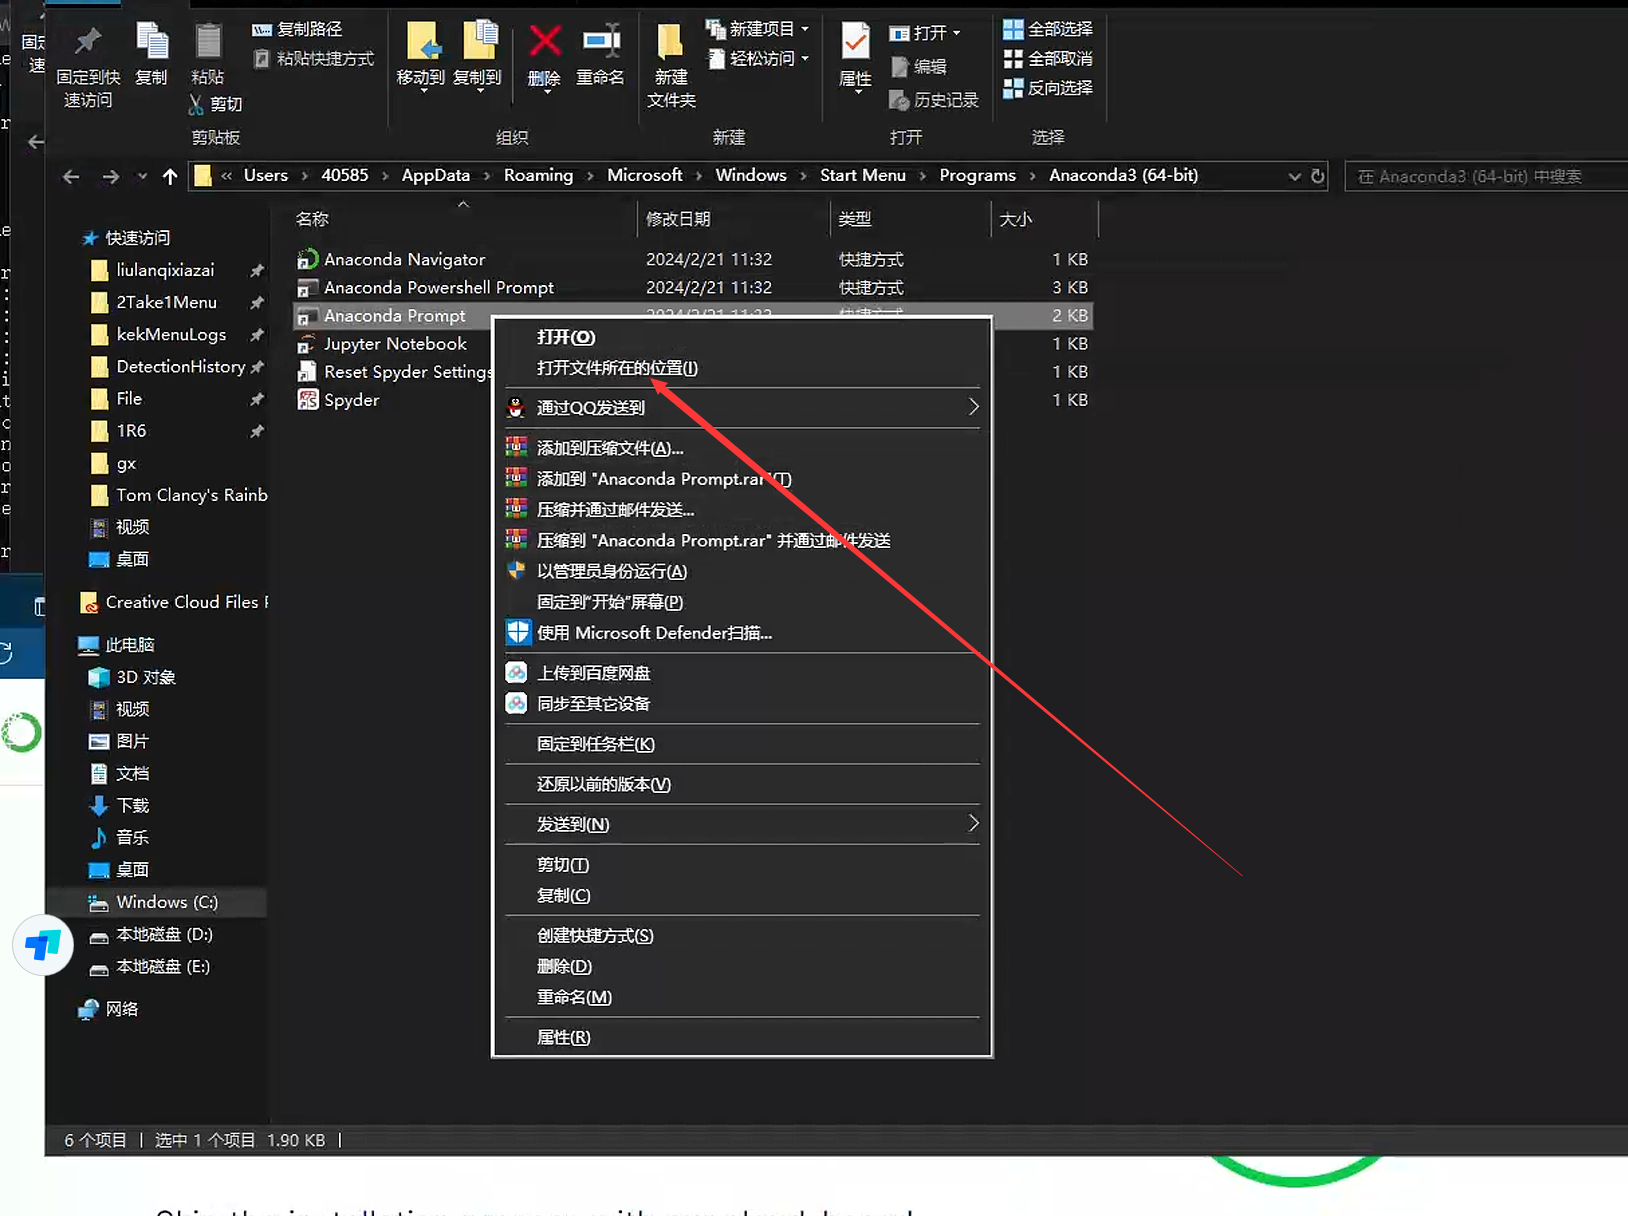 固定到快
速访问
复制
粘贴
剪切
复制路径
粘贴快捷方式
剪贴板
移动到
复制到
删除
重命名
组织
新建
文件夹
新建项目
轻松访问
新建
属性
打开
编辑
历史记录
打开
全部选择
全部取消
反向选择
选择
« Users › 40585 › AppData › Roaming › Microsoft › Windows › Start Menu › Programs › Anaconda3 (64-bit)
在 Anaconda3 (64-bit) 中搜索
名称 修改日期 类型 大小
Anaconda Navigator 2024/2/21 11:32 快捷方式 1 KB
Anaconda Powershell Prompt 2024/2/21 11:32 快捷方式 3 KB
Anaconda Prompt 2024/2/21 11:32 快捷方式 2 KB
Jupyter Notebook 1 KB
Reset Spyder Settings 1 KB
Spyder 1 KB
快速访问
liulanqixiazai
2Take1Menu
kekMenuLogs
DetectionHistory
File
1R6
gx
Tom Clancy's Rainb
视频
桌面
Creative Cloud Files
此电脑
3D 对象
视频
图片
文档
下载
音乐
桌面
Windows (C:)
本地磁盘 (D:)
本地磁盘 (E:)
网络
打开(O)
打开文件所在的位置(I)
通过QQ发送到
添加到压缩文件(A)...
添加到 "Anaconda Prompt.rar"(T)
压缩并通过邮件发送...
压缩到 "Anaconda Prompt.rar" 并通过邮件发送
以管理员身份运行(A)
固定到"开始"屏幕(P)
使用 Microsoft Defender扫描...
上传到百度网盘
同步至其它设备
固定到任务栏(K)
还原以前的版本(V)
发送到(N)
剪切(T)
复制(C)
创建快捷方式(S)
删除(D)
重命名(M)
属性(R)
6 个项目 | 选中 1 个项目 1.90 KB |